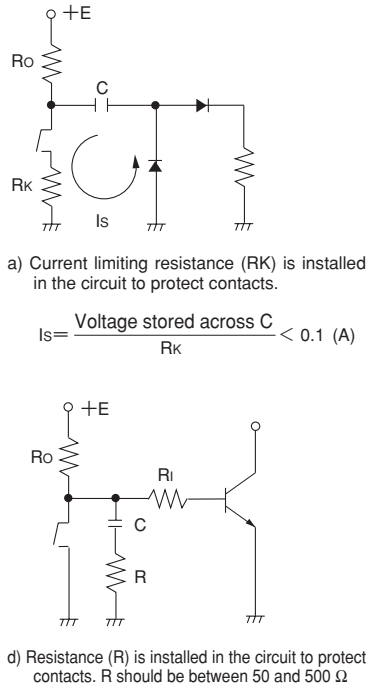 +E
RO
C
RK
IS
a) Current limiting resistance (RK) is installed
in the circuit to protect contacts.
IS= Voltage stored across C / RK < 0.1 (A)
+E
RO
RI
C
R
d) Resistance (R) is installed in the circuit to protect
contacts. R should be between 50 and 500 Ω